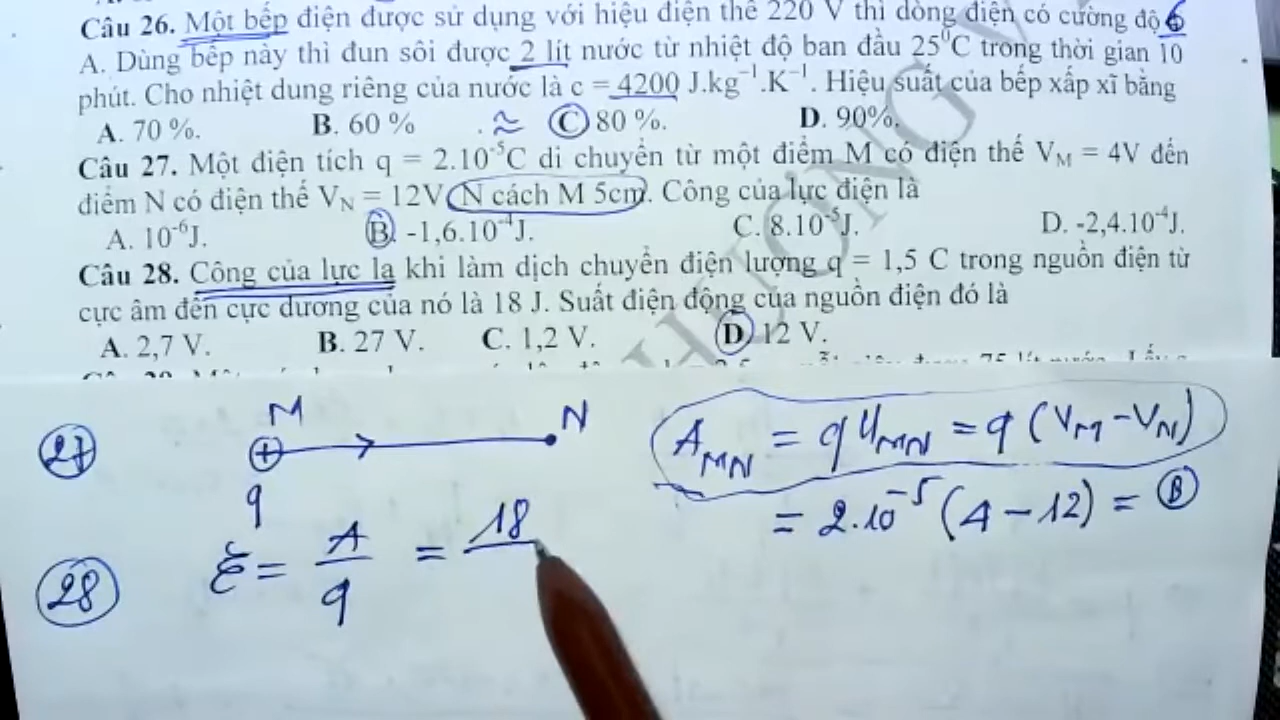 Câu 26. Một bếp điện được sử dụng với hiệu điện thế 220 V thì dòng điện có cường độ 6
A. Dùng bếp này thì đun sôi được 2 lít nước từ nhiệt độ ban đầu 25⁰C trong thời gian 10
phút. Cho nhiệt dung riêng của nước là c = 4200 J.kg⁻¹.K⁻¹. Hiệu suất của bếp xấp xĩ bằng
A. 70 %. B. 60 % ≈ C 80 %. D. 90%.
Câu 27. Một điện tích q = 2.10⁻⁵C di chuyển từ một điểm M có điện thế V_M = 4V đến
điểm N có điện thế V_N = 12V N cách M 5cm. Công của lực điện là
A. 10⁻⁶J. B. -1,6.10⁻⁴J. C. 8.10⁻⁵J. D. -2,4.10⁻⁴J.
Câu 28. Công của lực lạ khi làm dịch chuyển điện lượng q = 1,5 C trong nguồn điện từ
cực âm đến cực dương của nó là 18 J. Suất điện động của nguồn điện đó là
A. 2,7 V. B. 27 V. C. 1,2 V. D. 12 V.
HƯƠNG V
27 M N
+
q
A_MN = qU_MN = q (V_M - V_N)
= 2.10⁻⁵ (4 - 12) = B
28 ξ = A/q = 18